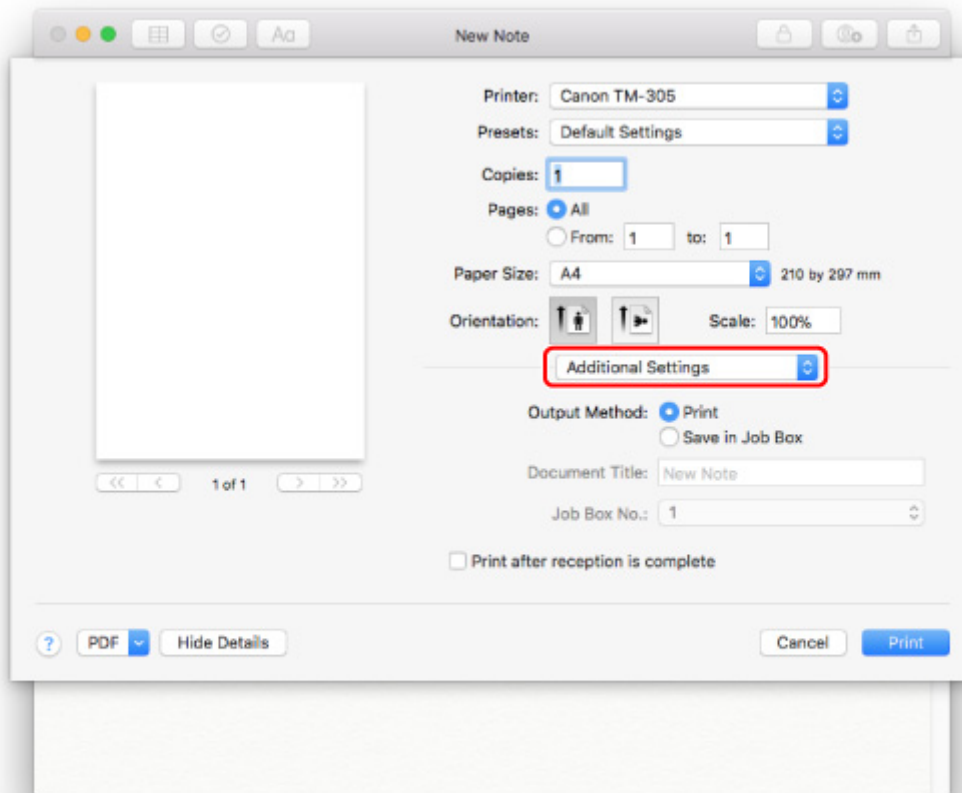 Aa New Note
Printer: Canon TM-305
Presets: Default Settings
Copies: 1
Pages: All
From: 1 to: 1
Paper Size: A4 210 by 297 mm
Orientation: Scale: 100%
Additional Settings
Output Method: Print
Save in Job Box
Document Title: New Note
<< < 1 of 1 > >>
Job Box No.: 1
Print after reception is complete
? PDF Hide Details Cancel Print